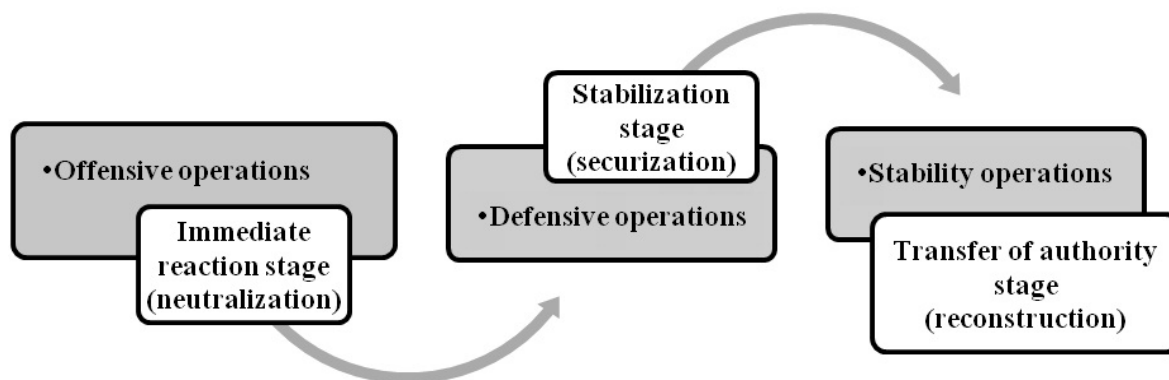 •Offensive operations
Immediate
reaction stage
(neutralization)
Stabilization
stage
(securization)
•Defensive operations
•Stability operations
Transfer of authority
stage
(reconstruction)